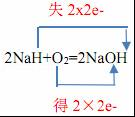 失 2x2e-
2NaH+O₂=2NaOH
得 2×2e-